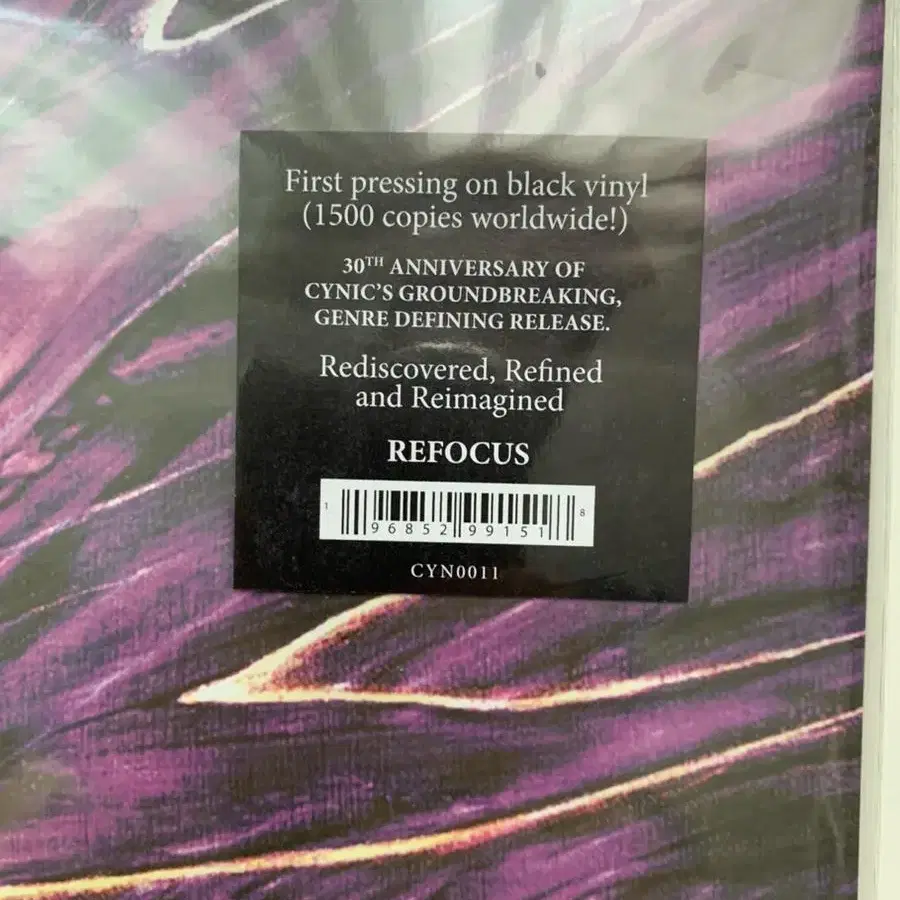 First pressing on black vinyl
(1500 copies worldwide!)
30TH ANNIVERSARY OF
CYNIC'S GROUNDBREAKING,
GENRE DEFINING RELEASE.
Rediscovered, Refined
and Reimagined
REFOCUS
1 96852 99151 8
CYN0011